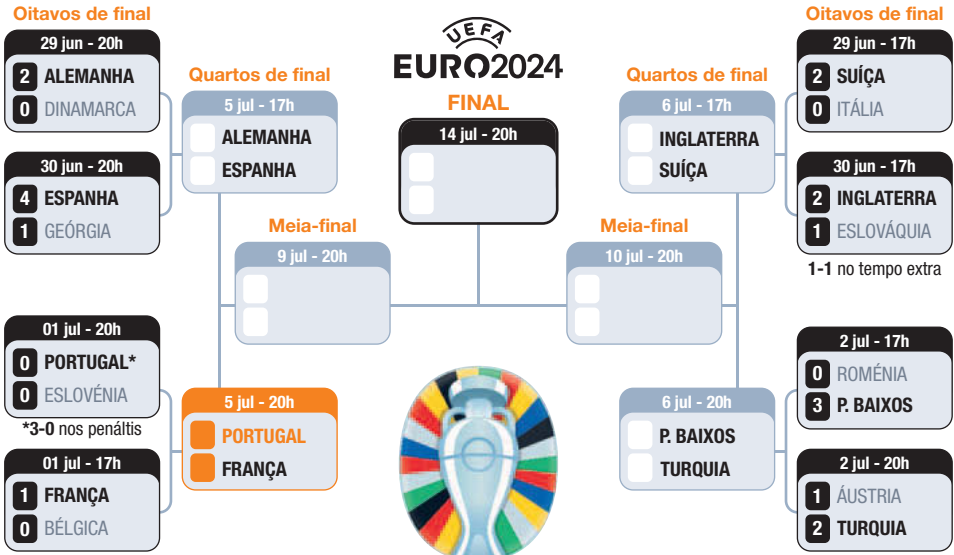 Oitavos de final
29 jun - 20h
2 ALEMANHA
0 DINAMARCA
30 jun - 20h
4 ESPANHA
1 GEÓRGIA
01 jul - 20h
0 PORTUGAL*
0 ESLOVÉNIA
*3-0 nos penáltis
01 jul - 17h
1 FRANÇA
0 BÉLGICA
Quartos de final
5 jul - 17h
ALEMANHA
ESPANHA
Meia-final
9 jul - 20h
5 jul - 20h
PORTUGAL
FRANÇA
UEFA
EURO2024
FINAL
14 jul - 20h
Quartos de final
6 jul - 17h
INGLATERRA
SUÍÇA
Meia-final
10 jul - 20h
6 jul - 20h
P. BAIXOS
TURQUIA
Oitavos de final
29 jun - 17h
2 SUÍÇA
0 ITÁLIA
30 jun - 17h
2 INGLATERRA
1 ESLOVÁQUIA
1-1 no tempo extra
2 jul - 17h
0 ROMÉNIA
3 P. BAIXOS
2 jul - 20h
1 ÁUSTRIA
2 TURQUIA